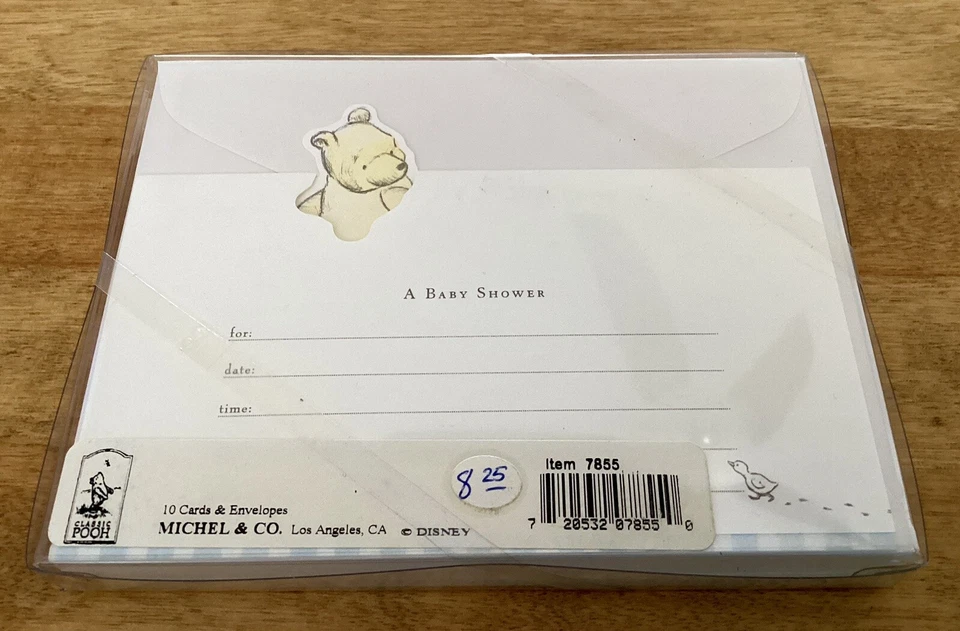 A Baby Shower
for:
date:
time:
Item 7855
8 25
CLASSIC
POOH
10 Cards & Envelopes
MICHEL & CO. Los Angeles, CA © DISNEY
7 20532 07855 0